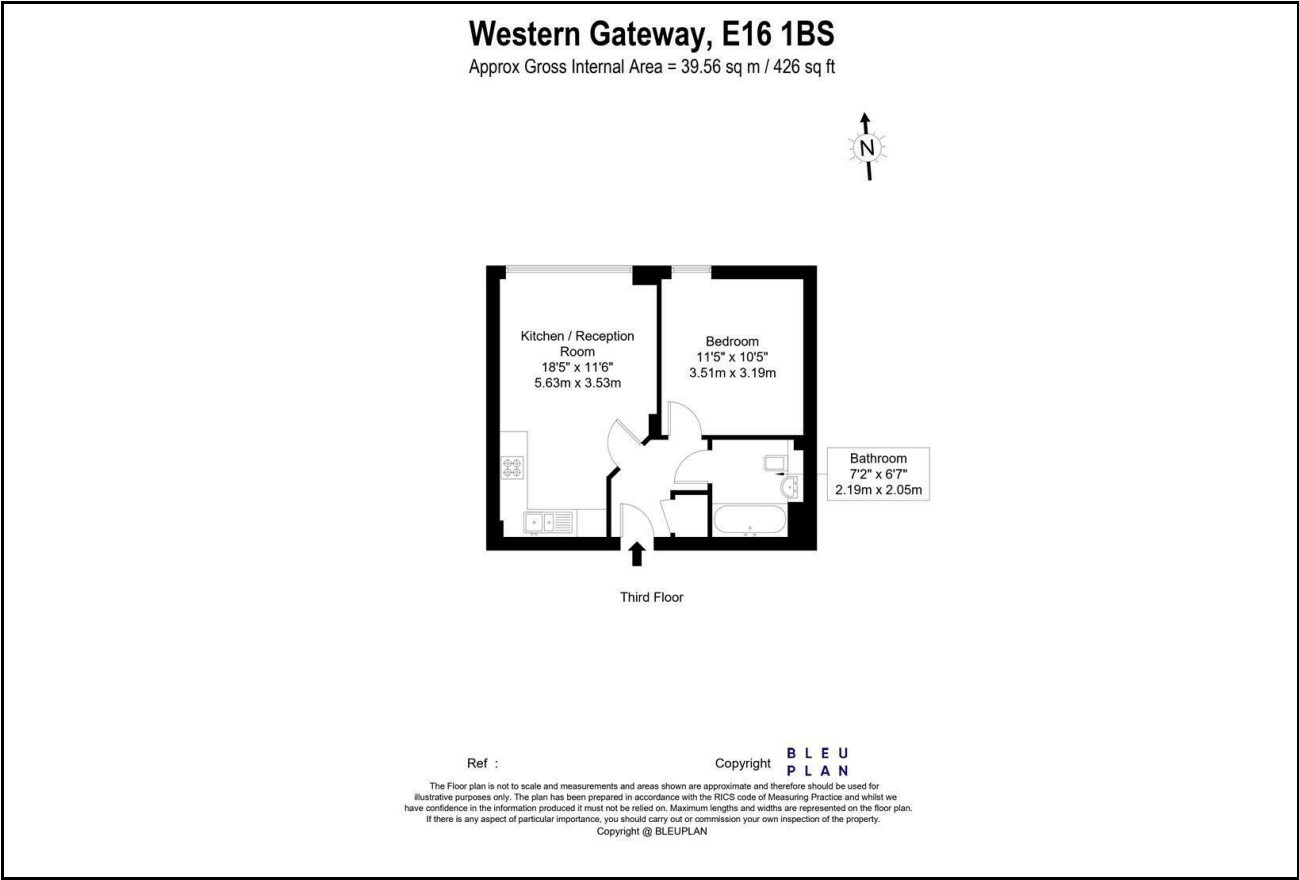 Western Gateway, E16 1BS
Approx Gross Internal Area = 39.56 sq m / 426 sq ft
N
Kitchen / Reception
Room
18'5" x 11'6"
5.63m x 3.53m
Bedroom
11'5" x 10'5"
3.51m x 3.19m
Bathroom
7'2" x 6'7"
2.19m x 2.05m
Third Floor
Ref :
Copyright
BLEU
PLAN
The Floor plan is not to scale and measurements and areas shown are approximate and therefore should be used for
illustrative purposes only. The plan has been prepared in accordance with the RICS code of Measuring Practice and whilst we
have confidence in the information produced it must not be relied on. Maximum lengths and widths are represented on the floor plan.
If there is any aspect of particular importance, you should carry out or commission your own inspection of the property.
Copyright @ BLEUPLAN